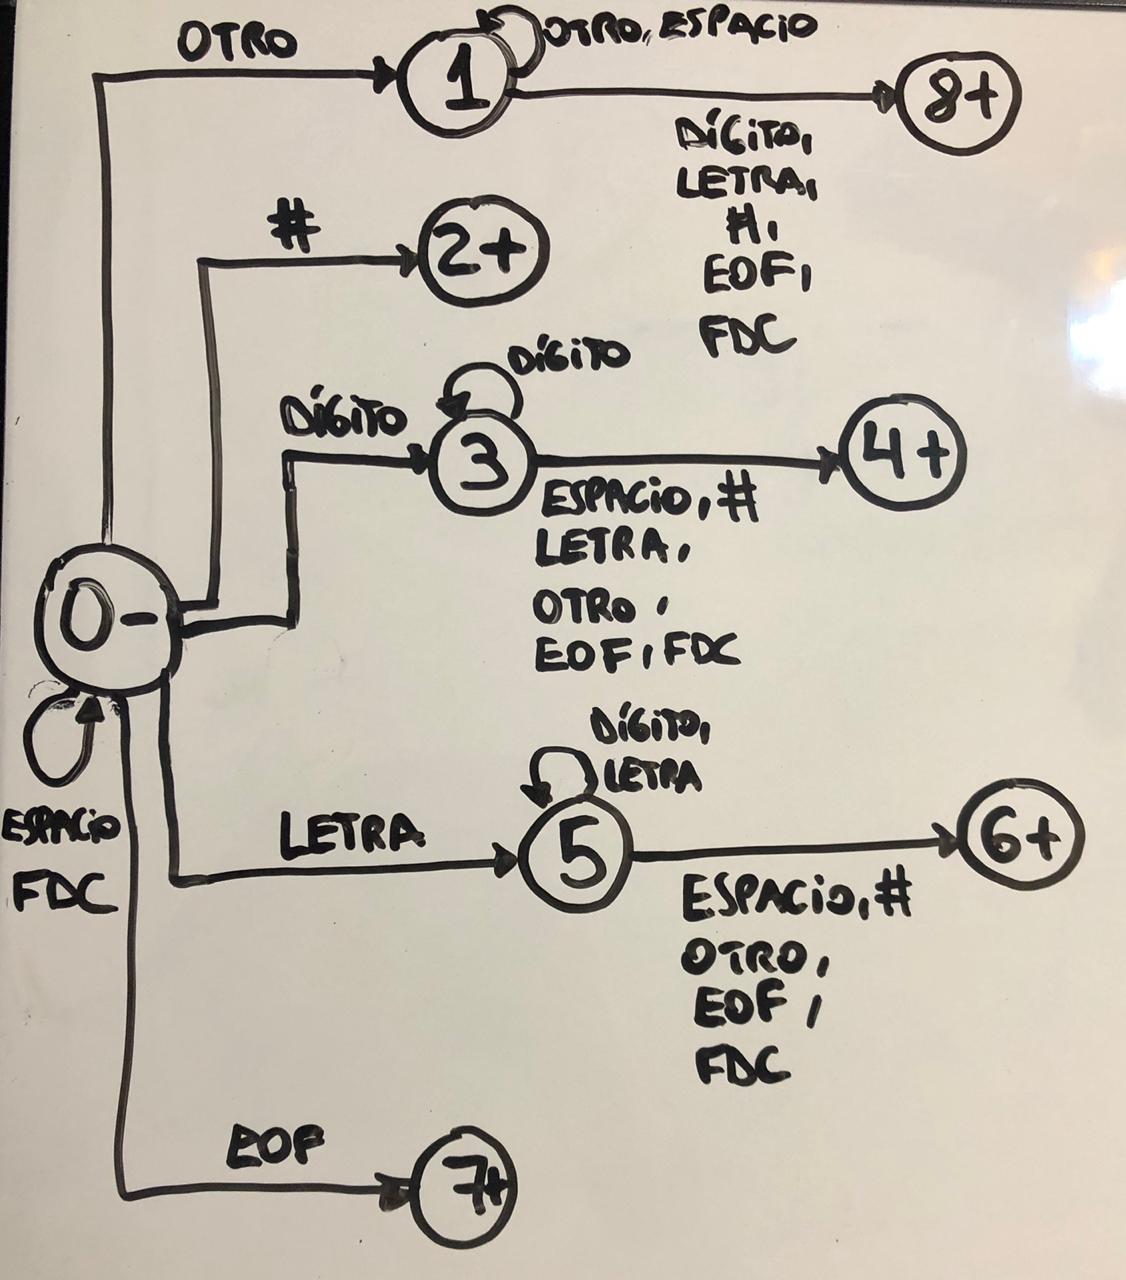 OTRO
1
OTRO, ESPACIO
8+
DÍGITO,
LETRA,
#,
EOF,
FDC
#
2+
DÍGITO
DÍGITO
3
4+
ESPACIO, #
LETRA,
OTRO,
EOF, FDC
0-
ESPACIO
FDC
LETRA
5
DÍGITO,
LETRA
6+
ESPACIO, #
OTRO,
EOF,
FDC
EOF
7+